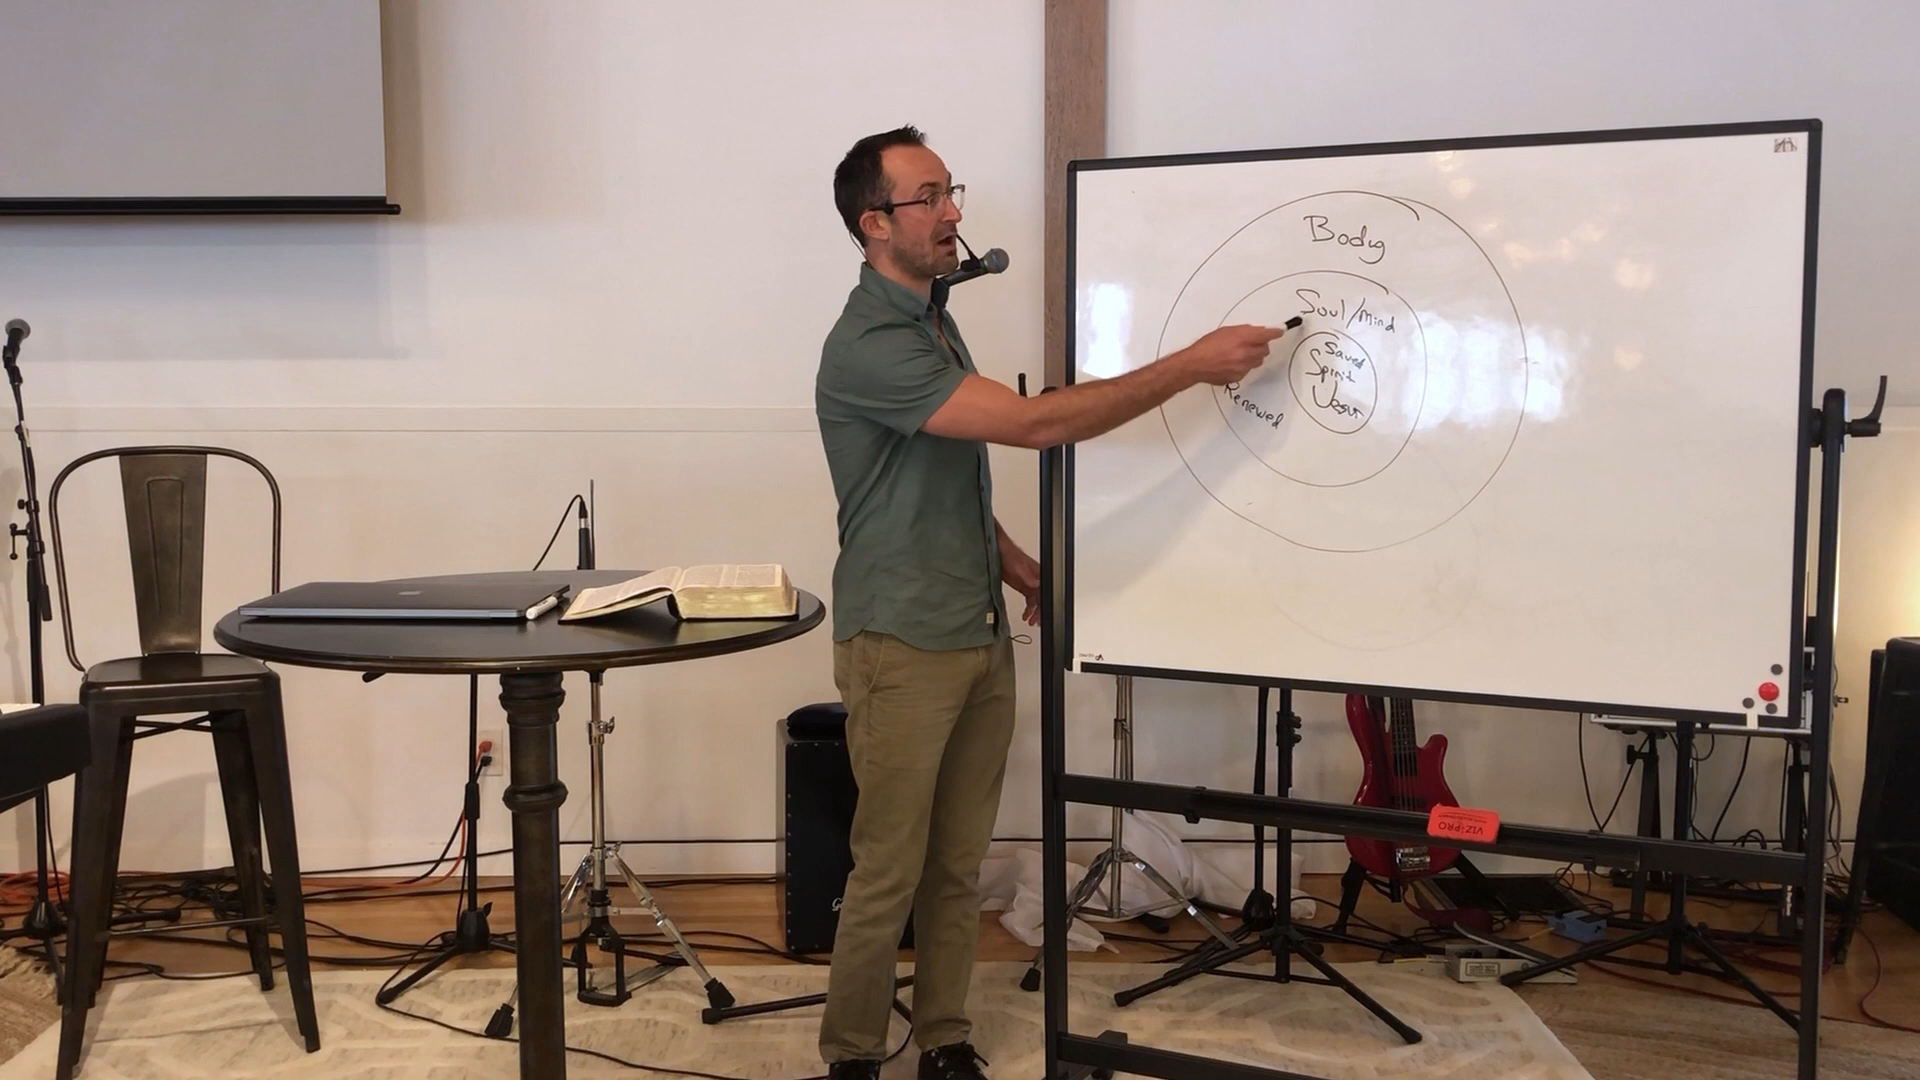 Body
Soul/Mind
Saved
Spirit
Jesus
Renewed
VIZ-PRO